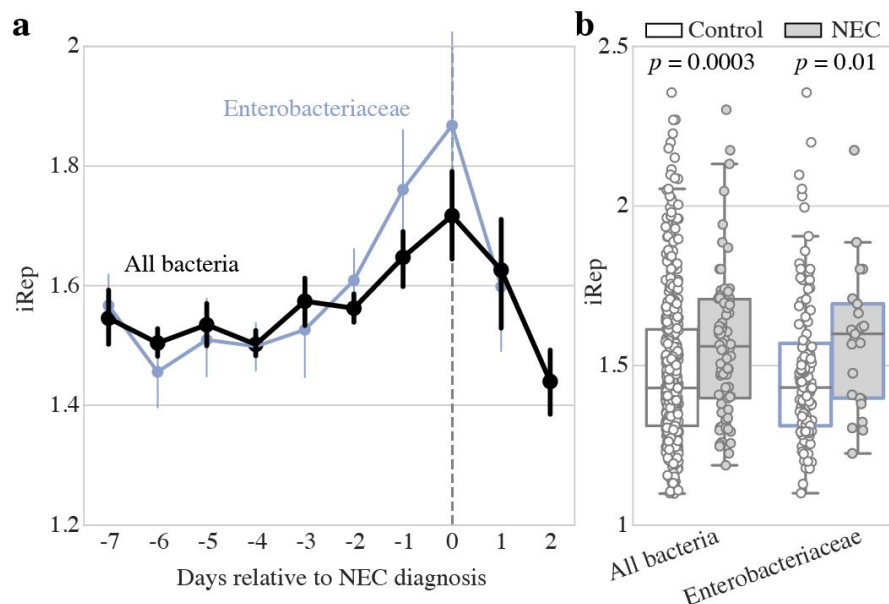 a
2
1.8
1.6
1.4
1.2
iRep
Enterobacteriaceae
All bacteria
-7 -6 -5 -4 -3 -2 -1 0 1 2
Days relative to NEC diagnosis
b
Control NEC
p = 0.0003 p = 0.01
2.5
2
1.5
1
iRep
All bacteria
Enterobacteriaceae